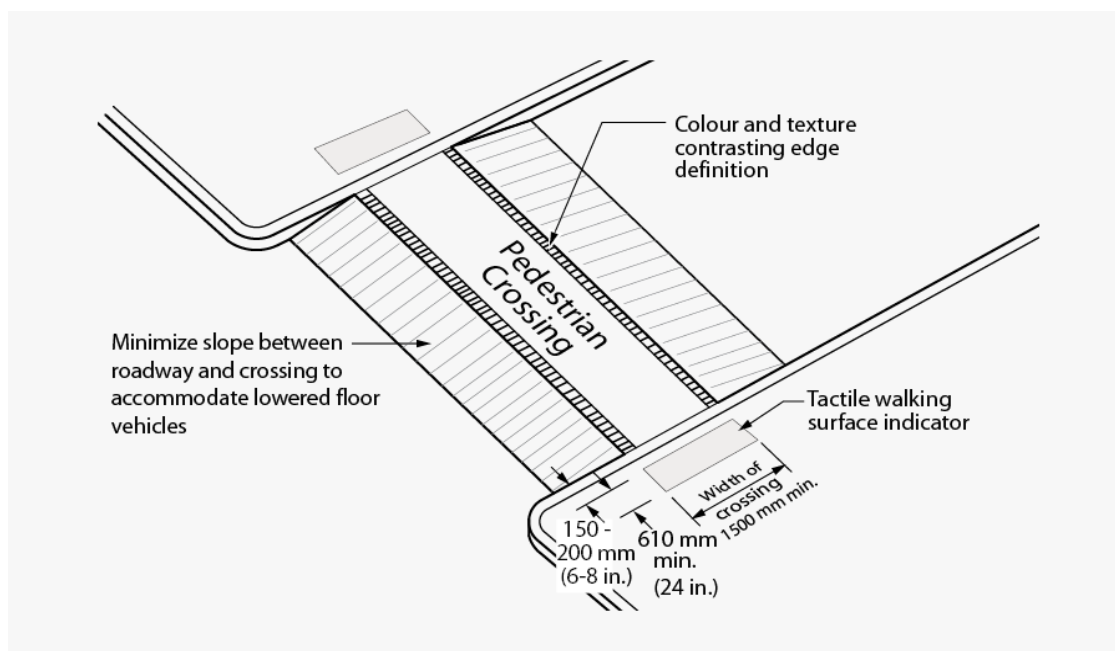 Colour and texture
contrasting edge
definition
Pedestrian
Crossing
Minimize slope between
roadway and crossing to
accommodate lowered floor
vehicles
Tactile walking
surface indicator
Width of
crossing
1500 mm min.
150 -
200 mm
(6-8 in.)
610 mm
min.
(24 in.)